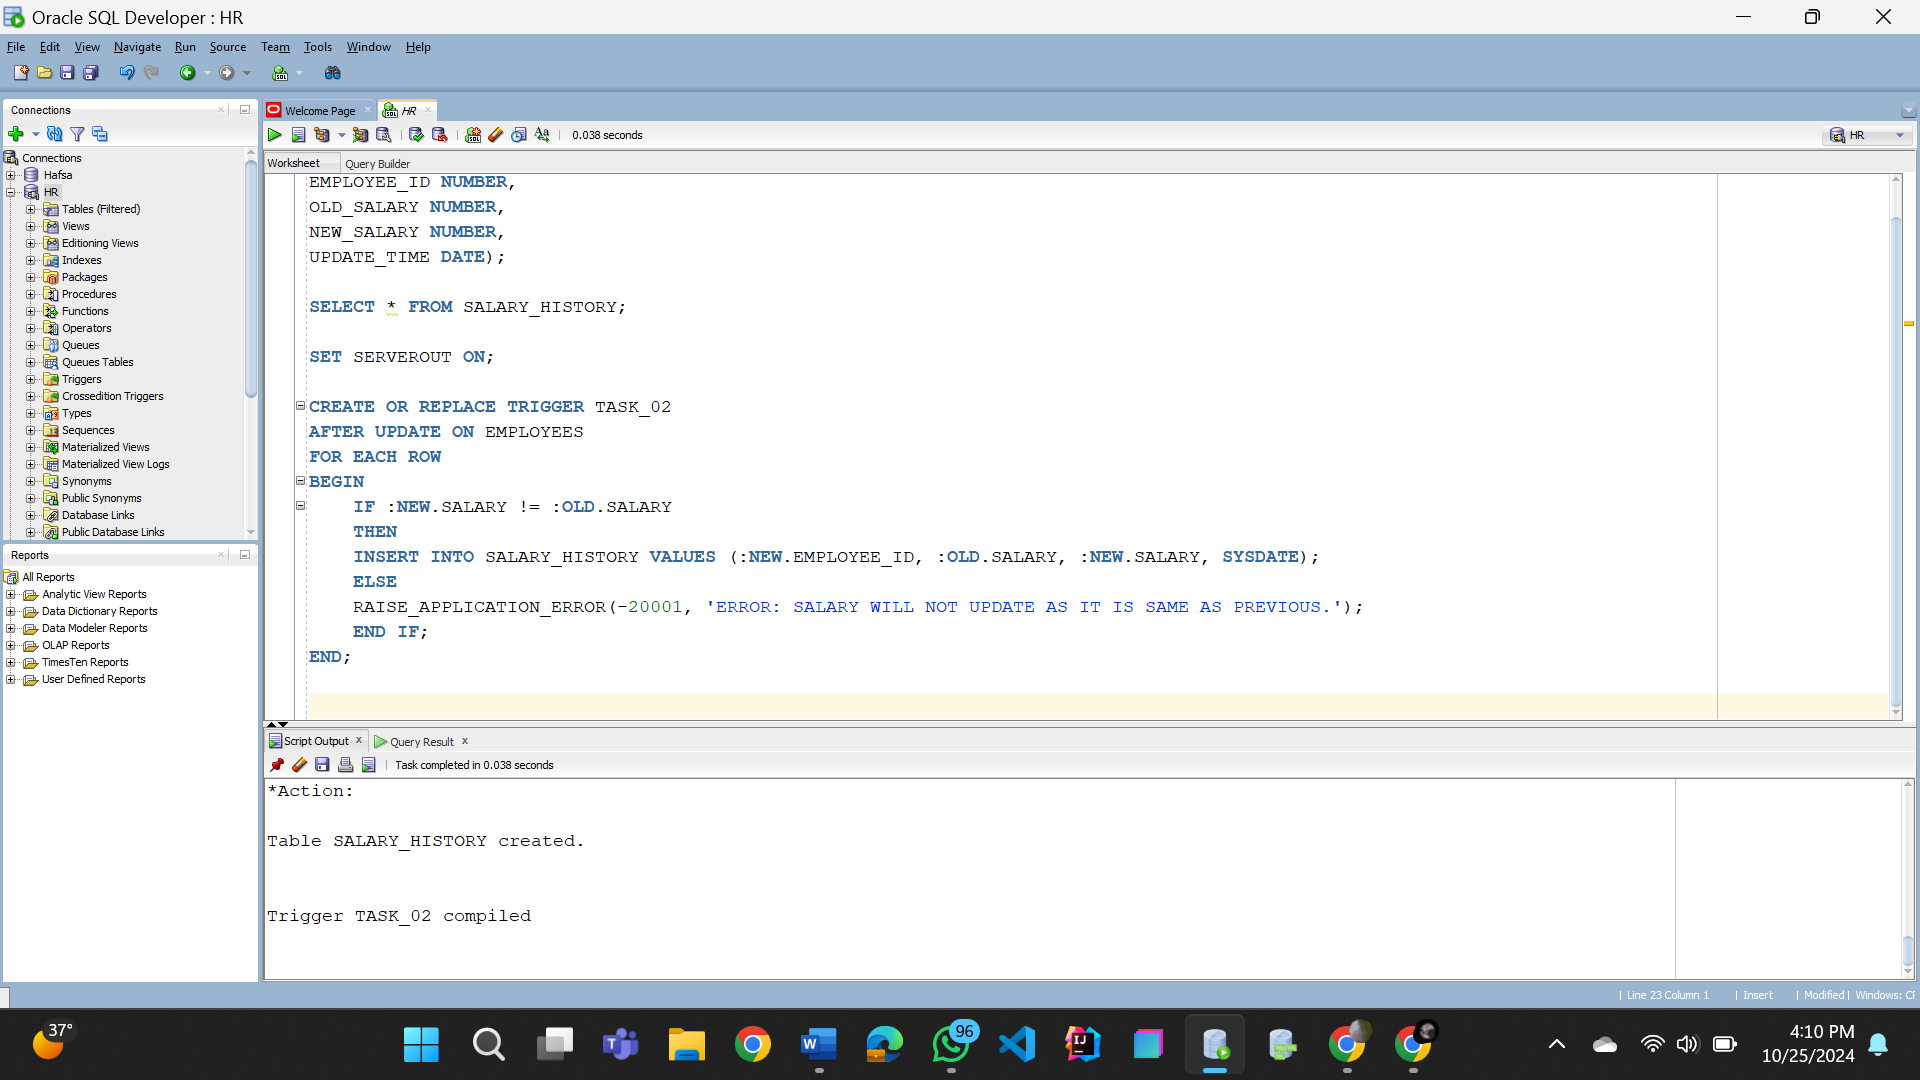 Oracle SQL Developer : HR
File Edit View Navigate Run Source Team Tools Window Help
Connections
Welcome Page
HR
0.038 seconds
HR
Worksheet
Query Builder
Connections
Hafsa
HR
Tables (Filtered)
Views
Editioning Views
Indexes
Packages
Procedures
Functions
Operators
Queues
Queues Tables
Triggers
Crossedition Triggers
Types
Sequences
Materialized Views
Materialized View Logs
Synonyms
Public Synonyms
Database Links
Public Database Links
Reports
All Reports
Analytic View Reports
Data Dictionary Reports
Data Modeler Reports
OLAP Reports
TimesTen Reports
User Defined Reports
EMPLOYEE_ID NUMBER,
OLD_SALARY NUMBER,
NEW_SALARY NUMBER,
UPDATE_TIME DATE);
SELECT * FROM SALARY_HISTORY;
SET SERVEROUT ON;
CREATE OR REPLACE TRIGGER TASK_02
AFTER UPDATE ON EMPLOYEES
FOR EACH ROW
BEGIN
IF :NEW.SALARY != :OLD.SALARY
THEN
INSERT INTO SALARY_HISTORY VALUES (:NEW.EMPLOYEE_ID, :OLD.SALARY, :NEW.SALARY, SYSDATE);
ELSE
RAISE_APPLICATION_ERROR(-20001, 'ERROR: SALARY WILL NOT UPDATE AS IT IS SAME AS PREVIOUS.');
END IF;
END;
Script Output
Query Result
Task completed in 0.038 seconds
*Action:
Table SALARY_HISTORY created.
Trigger TASK_02 compiled
Line 23 Column 1
Insert
Modified
Windows: CF
37°
96
4:10 PM
10/25/2024